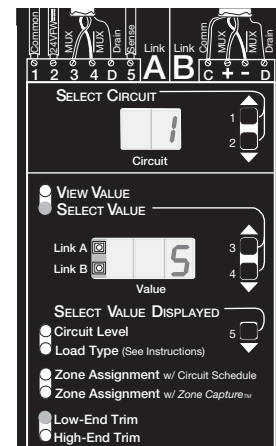 Common
24VFW
MUX
MUX
Drain
Sense
Link
Link
Comm
MUX
MUX
Drain
1 2 3 4 D 5 A B C + - D
SELECT CIRCUIT
1
1
2
Circuit
VIEW VALUE
SELECT VALUE
Link A
3
5
Link B
4
Value
SELECT VALUE DISPLAYED
Circuit Level
5
Load Type (See Instructions)
Zone Assignment w/ Circuit Schedule
Zone Assignment w/ Zone Capture™
Low-End Trim
High-End Trim